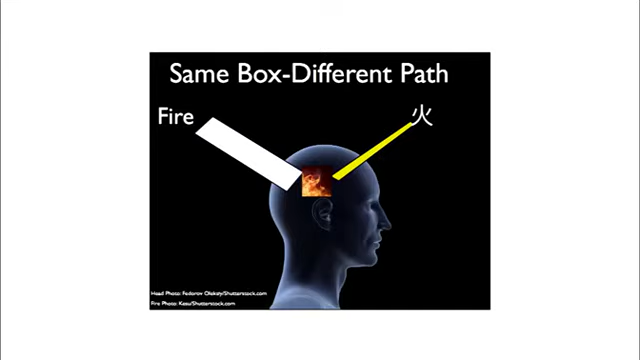 Same Box-Different Path
Fire
火
Head Photo: Fedorov Oleksiy/Shutterstock.com
Fire Photo: Kesu/Shutterstock.com